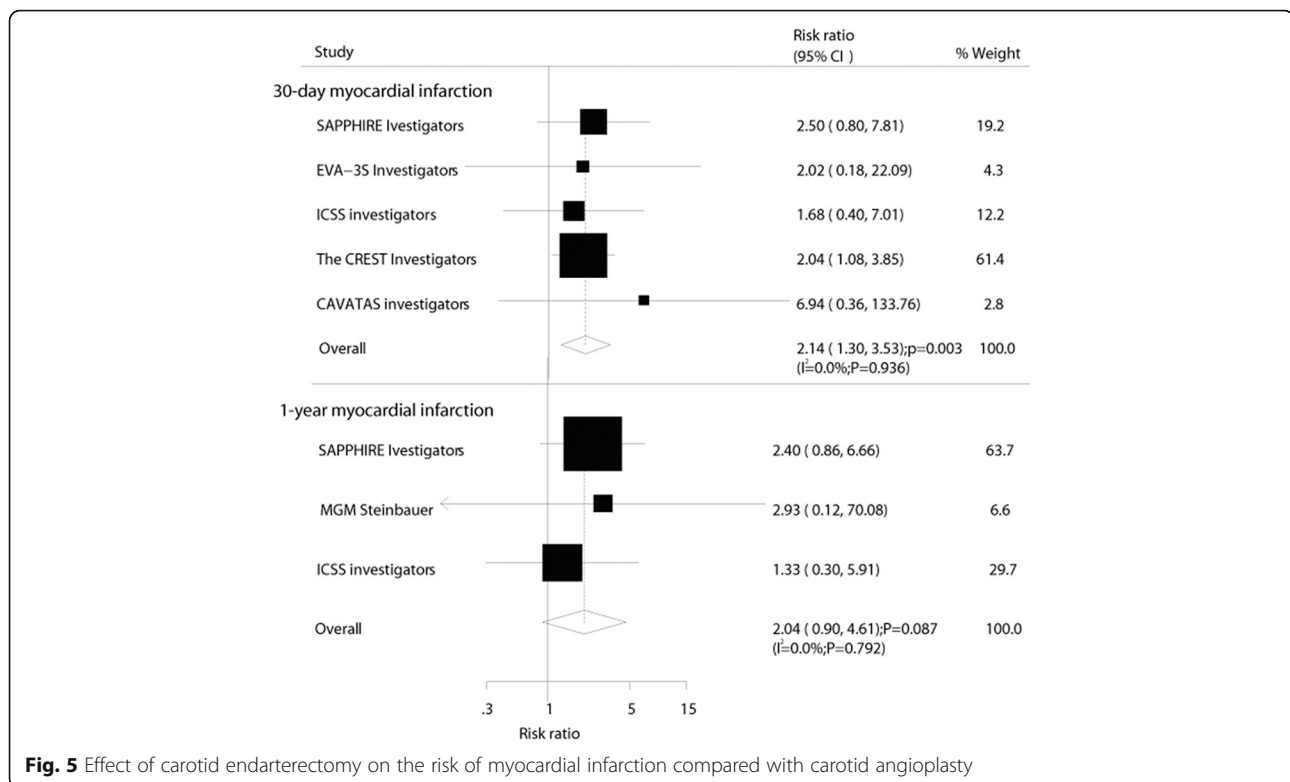 Study Risk ratio (95% CI ) % Weight
30-day myocardial infarction
SAPPHIRE Ivestigators 2.50 ( 0.80, 7.81) 19.2
EVA−3S Investigators 2.02 ( 0.18, 22.09) 4.3
ICSS investigators 1.68 ( 0.40, 7.01) 12.2
The CREST Investigators 2.04 ( 1.08, 3.85) 61.4
CAVATAS investigators 6.94 ( 0.36, 133.76) 2.8
Overall 2.14 ( 1.30, 3.53);p=0.003 100.0
(I²=0.0%;P=0.936)
1-year myocardial infarction
SAPPHIRE Ivestigators 2.40 ( 0.86, 6.66) 63.7
MGM Steinbauer 2.93 ( 0.12, 70.08) 6.6
ICSS investigators 1.33 ( 0.30, 5.91) 29.7
Overall 2.04 ( 0.90, 4.61);P=0.087 100.0
(I²=0.0%;P=0.792)
.3 1 5 15
Risk ratio
Fig. 5 Effect of carotid endarterectomy on the risk of myocardial infarction compared with carotid angioplasty